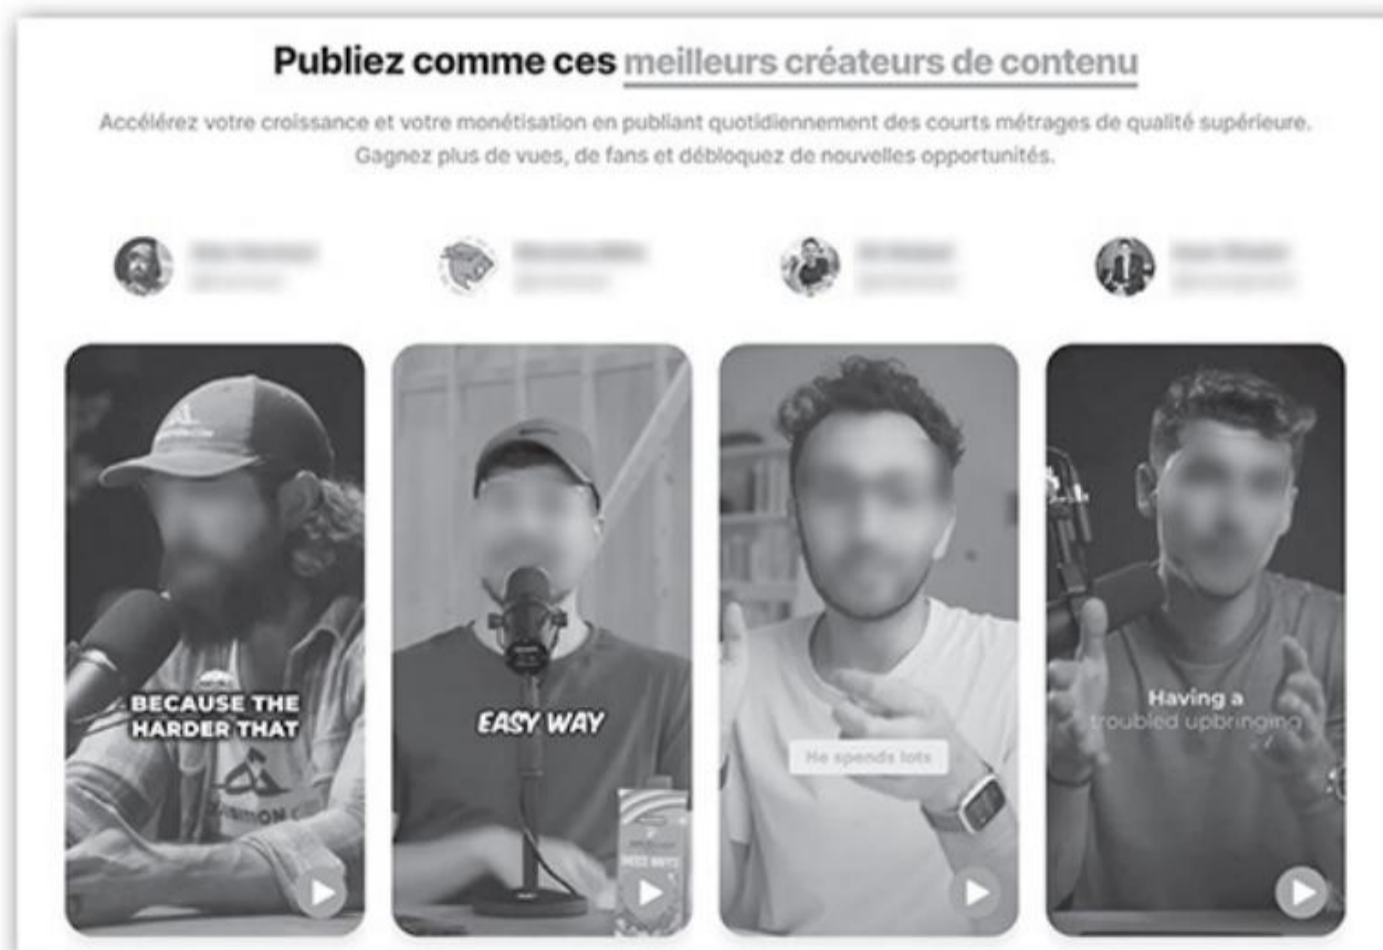 Publiez comme ces meilleurs créateurs de contenu
Accélérez votre croissance et votre monétisation en publiant quotidiennement des courts métrages de qualité supérieure.
Gagnez plus de vues, de fans et débloquez de nouvelles opportunités.
BECAUSE THE
HARDER THAT
EASY WAY
He spends lots
Having a
troubled upbringing